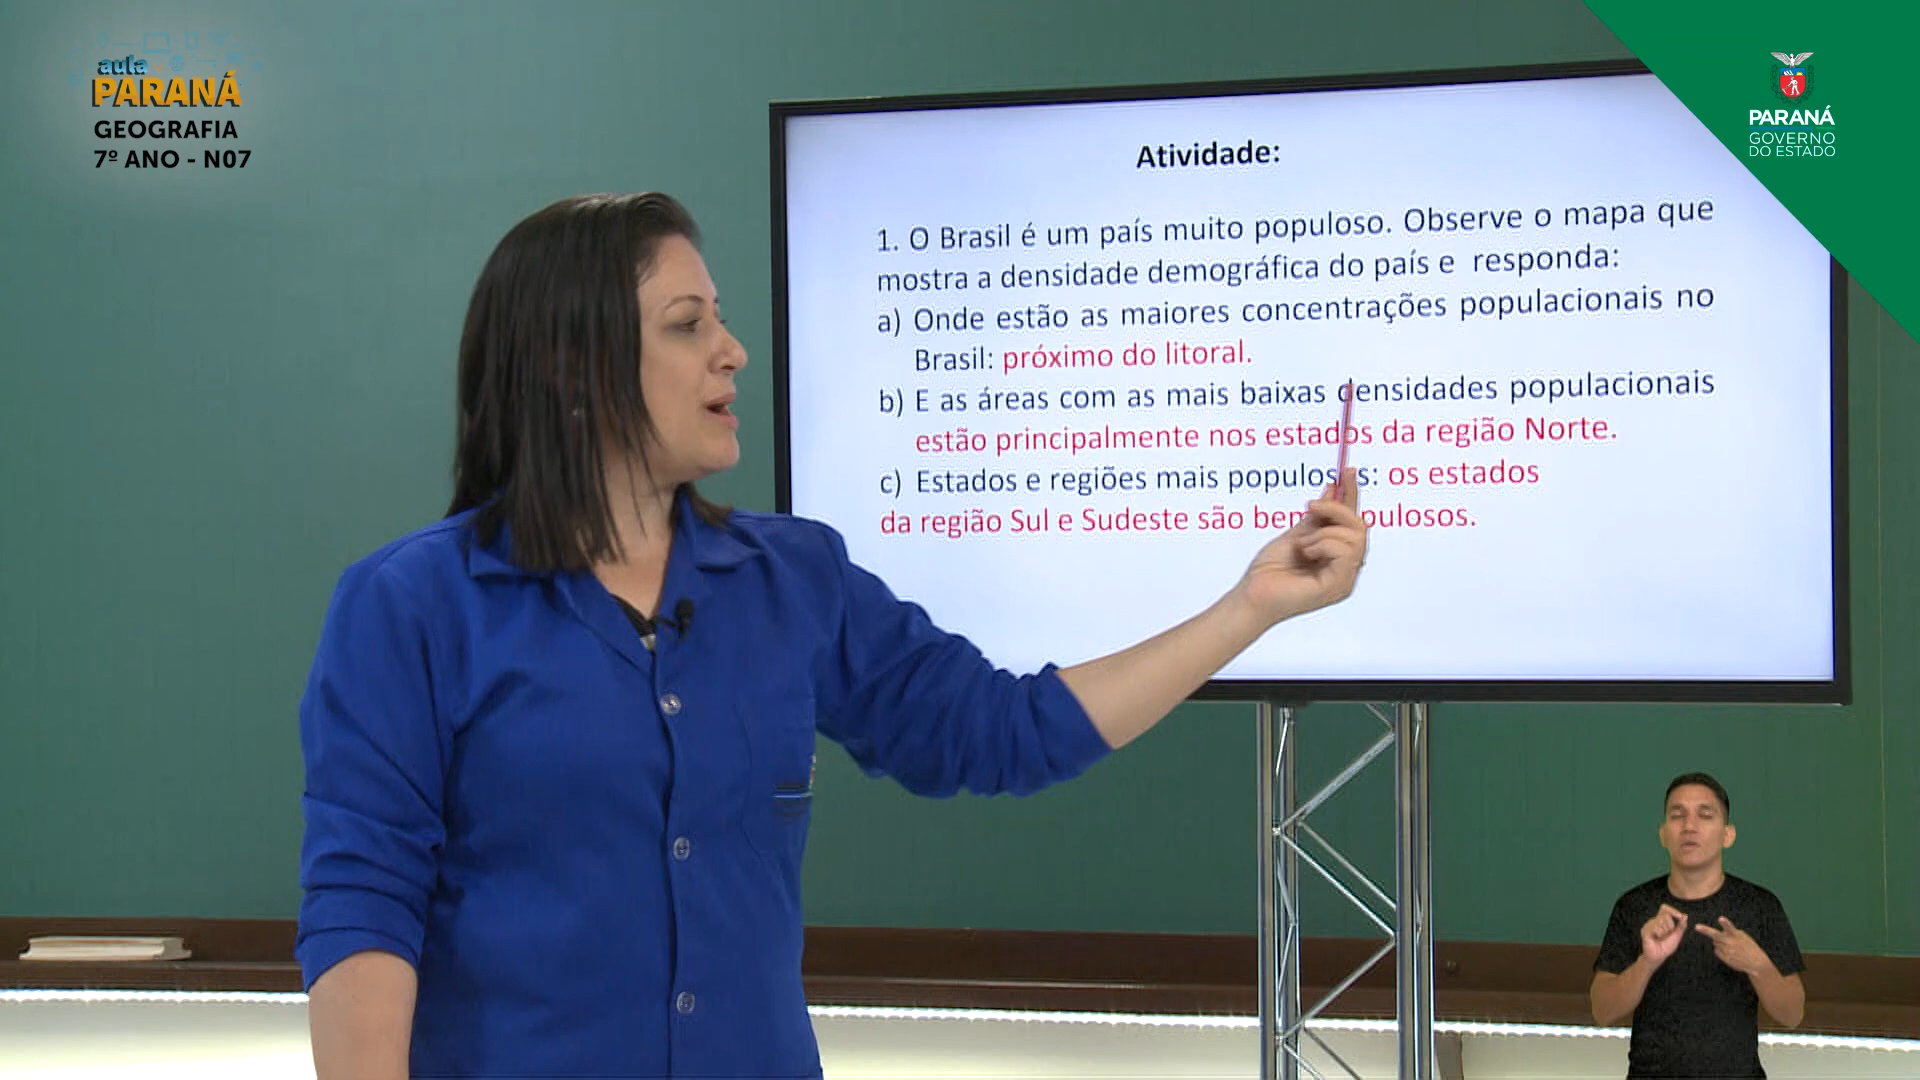 aula
PARANÁ
GEOGRAFIA
7º ANO - N07
PARANÁ
GOVERNO
DO ESTADO
Atividade:
1. O Brasil é um país muito populoso. Observe o mapa que
mostra a densidade demográfica do país e responda:
a) Onde estão as maiores concentrações populacionais no
Brasil: próximo do litoral.
b) E as áreas com as mais baixas densidades populacionais
estão principalmente nos estados da região Norte.
c) Estados e regiões mais populosos: os estados
da região Sul e Sudeste são bem populosos.